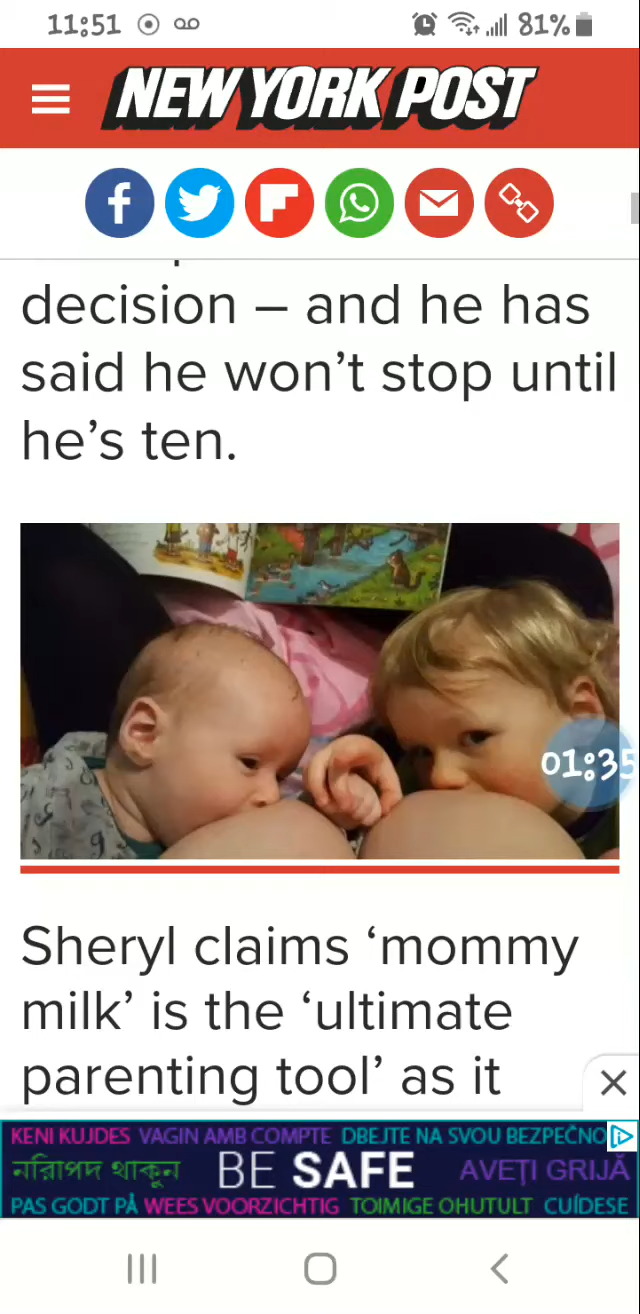 11:51
81%
NEW YORK POST
decision – and he has
said he won't stop until
he's ten.
01:35
Sheryl claims 'mommy
milk' is the 'ultimate
parenting tool' as it
KENI KUJDES VAGIN AMB COMPTE DBEJTE NA SVOU BEZPEČNO
নিরাপদ থাকুন BE SAFE AVEȚI GRIJĂ
PAS GODT PÅ WEES VOORZICHTIG TOIMIGE OHUTULT CUÍDESE